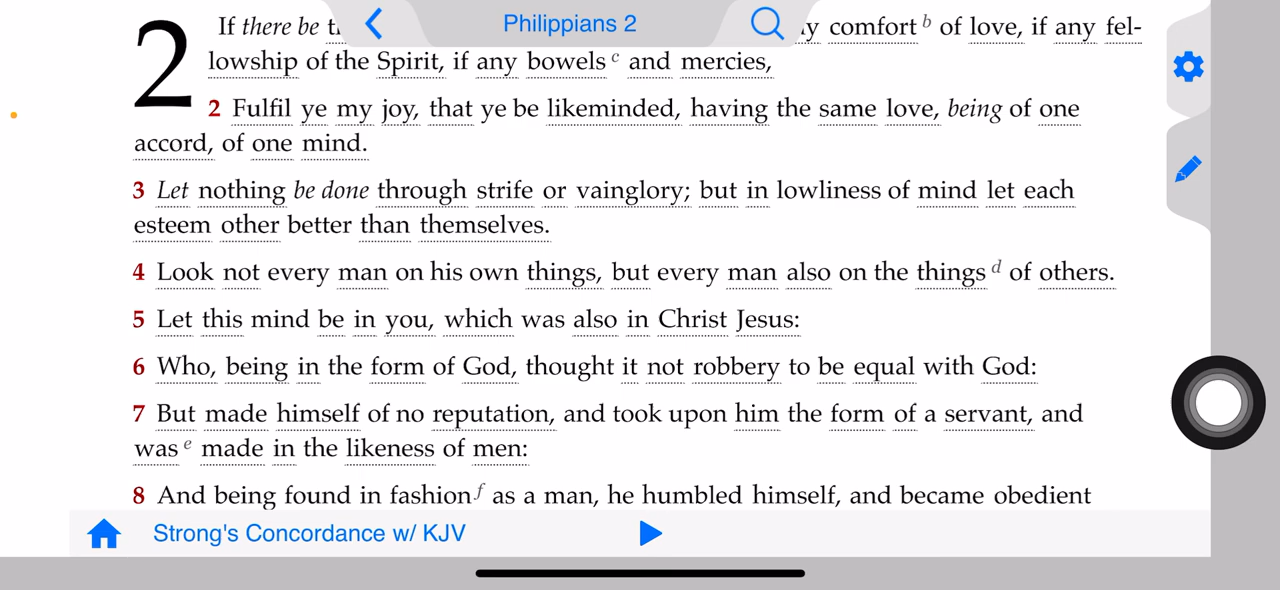 Philippians 2
2 If there be comfort b of love, if any fel-
lowship of the Spirit, if any bowels c and mercies,
2 Fulfil ye my joy, that ye be likeminded, having the same love, being of one
accord, of one mind.
3 Let nothing be done through strife or vainglory; but in lowliness of mind let each
esteem other better than themselves.
4 Look not every man on his own things, but every man also on the things d of others.
5 Let this mind be in you, which was also in Christ Jesus:
6 Who, being in the form of God, thought it not robbery to be equal with God:
7 But made himself of no reputation, and took upon him the form of a servant, and
was e made in the likeness of men:
8 And being found in fashion f as a man, he humbled himself, and became obedient
Strong's Concordance w/ KJV